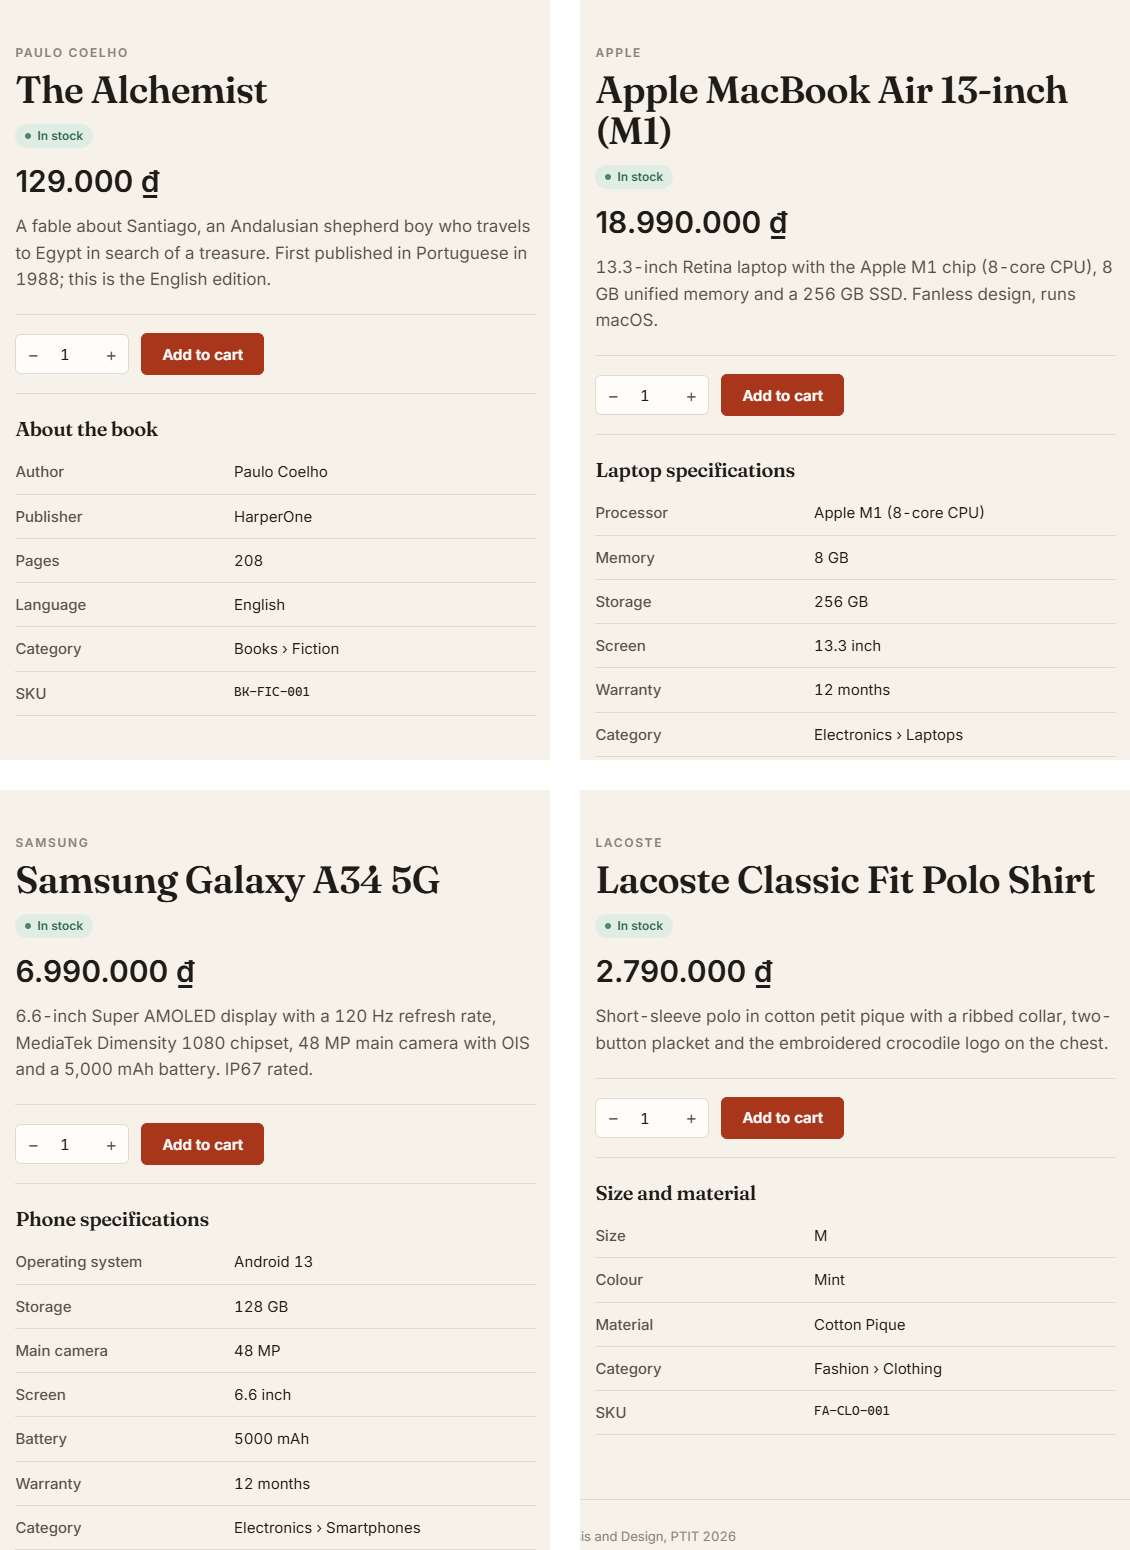 PAULO COELHO
The Alchemist
In stock
129.000 ₫
A fable about Santiago, an Andalusian shepherd boy who travels
to Egypt in search of a treasure. First published in Portuguese in
1988; this is the English edition.
− 1 +
Add to cart
About the book
Author Paulo Coelho
Publisher HarperOne
Pages 208
Language English
Category Books › Fiction
SKU BK-FIC-001
APPLE
Apple MacBook Air 13-inch
(M1)
In stock
18.990.000 ₫
13.3-inch Retina laptop with the Apple M1 chip (8-core CPU), 8
GB unified memory and a 256 GB SSD. Fanless design, runs
macOS.
− 1 +
Add to cart
Laptop specifications
Processor Apple M1 (8-core CPU)
Memory 8 GB
Storage 256 GB
Screen 13.3 inch
Warranty 12 months
Category Electronics › Laptops
SAMSUNG
Samsung Galaxy A34 5G
In stock
6.990.000 ₫
6.6-inch Super AMOLED display with a 120 Hz refresh rate,
MediaTek Dimensity 1080 chipset, 48 MP main camera with OIS
and a 5,000 mAh battery. IP67 rated.
− 1 +
Add to cart
Phone specifications
Operating system Android 13
Storage 128 GB
Main camera 48 MP
Screen 6.6 inch
Battery 5000 mAh
Warranty 12 months
Category Electronics › Smartphones
LACOSTE
Lacoste Classic Fit Polo Shirt
In stock
2.790.000 ₫
Short-sleeve polo in cotton petit pique with a ribbed collar, two-
button placket and the embroidered crocodile logo on the chest.
− 1 +
Add to cart
Size and material
Size M
Colour Mint
Material Cotton Pique
Category Fashion › Clothing
SKU FA-CLO-001
and Design, PTIT 2026